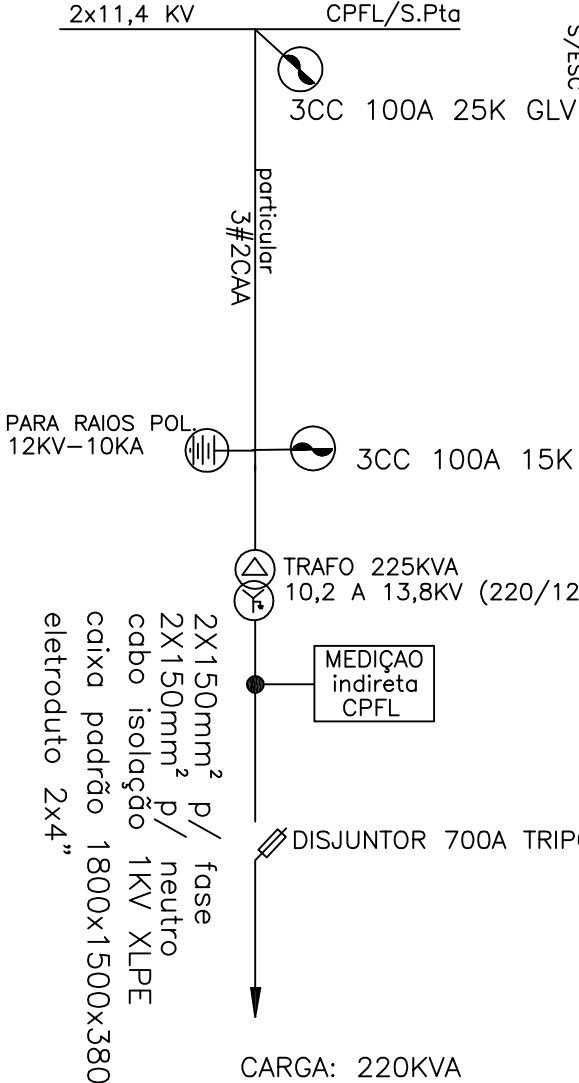 2x11,4 KV
CPFL/S.Pta
S/ESC
3CC 100A 25K GLV
particular
3#2CAA
PARA RAIOS POL.
12KV-10KA
3CC 100A 15K
TRAFO 225KVA
10,2 A 13,8KV (220/12
MEDIÇAO
indireta
CPFL
2X150mm² p/ fase
2X150mm² p/ neutro
cabo isolação 1KV XLPE
caixa padrão 1800x1500x380
eletroduto 2x4"
DISJUNTOR 700A TRIPO
CARGA: 220KVA